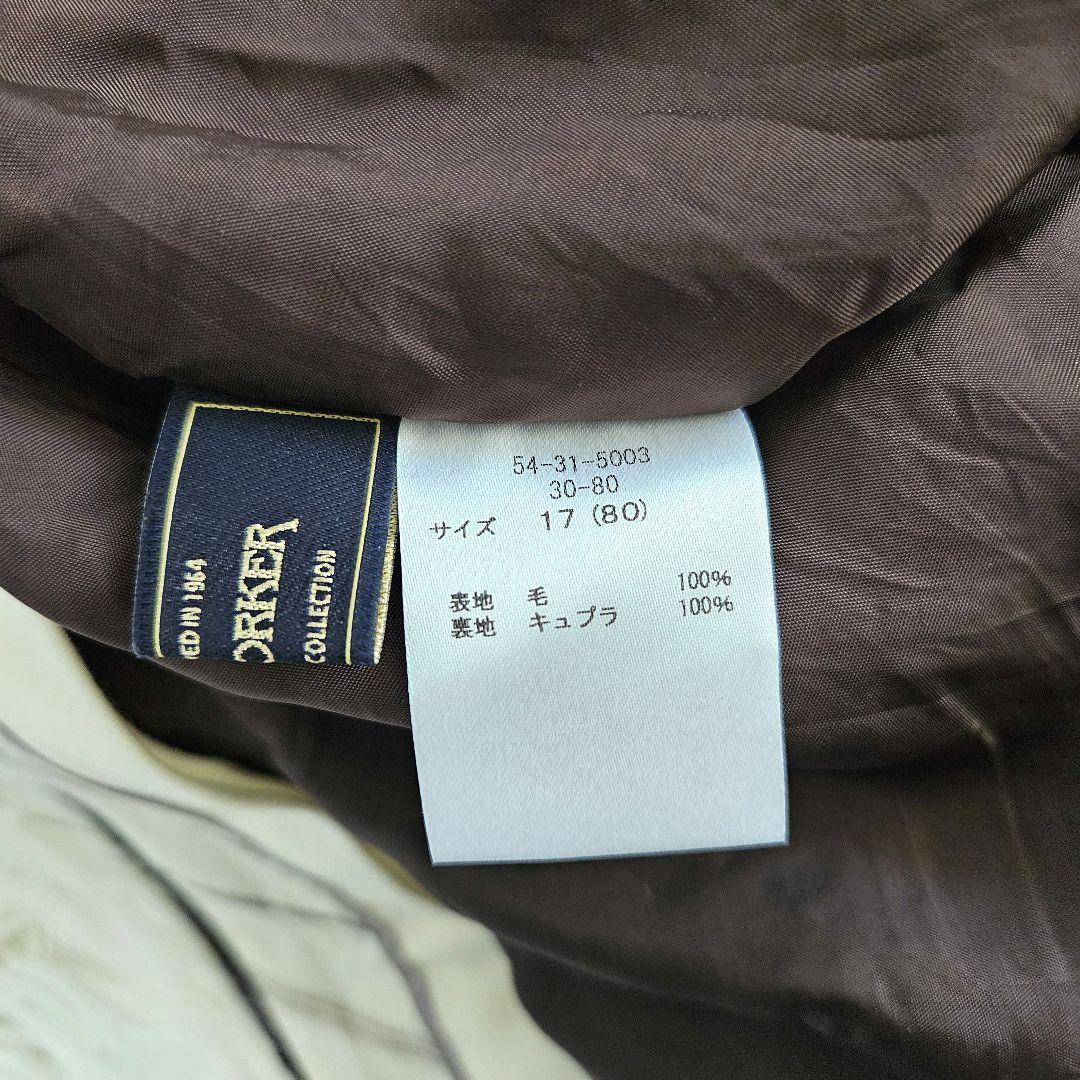 ED IN 1964
ORKER
COLLECTION
54-31-5003
30-80
サイズ 17 (80)
表地 毛 100%
裏地 キュプラ 100%